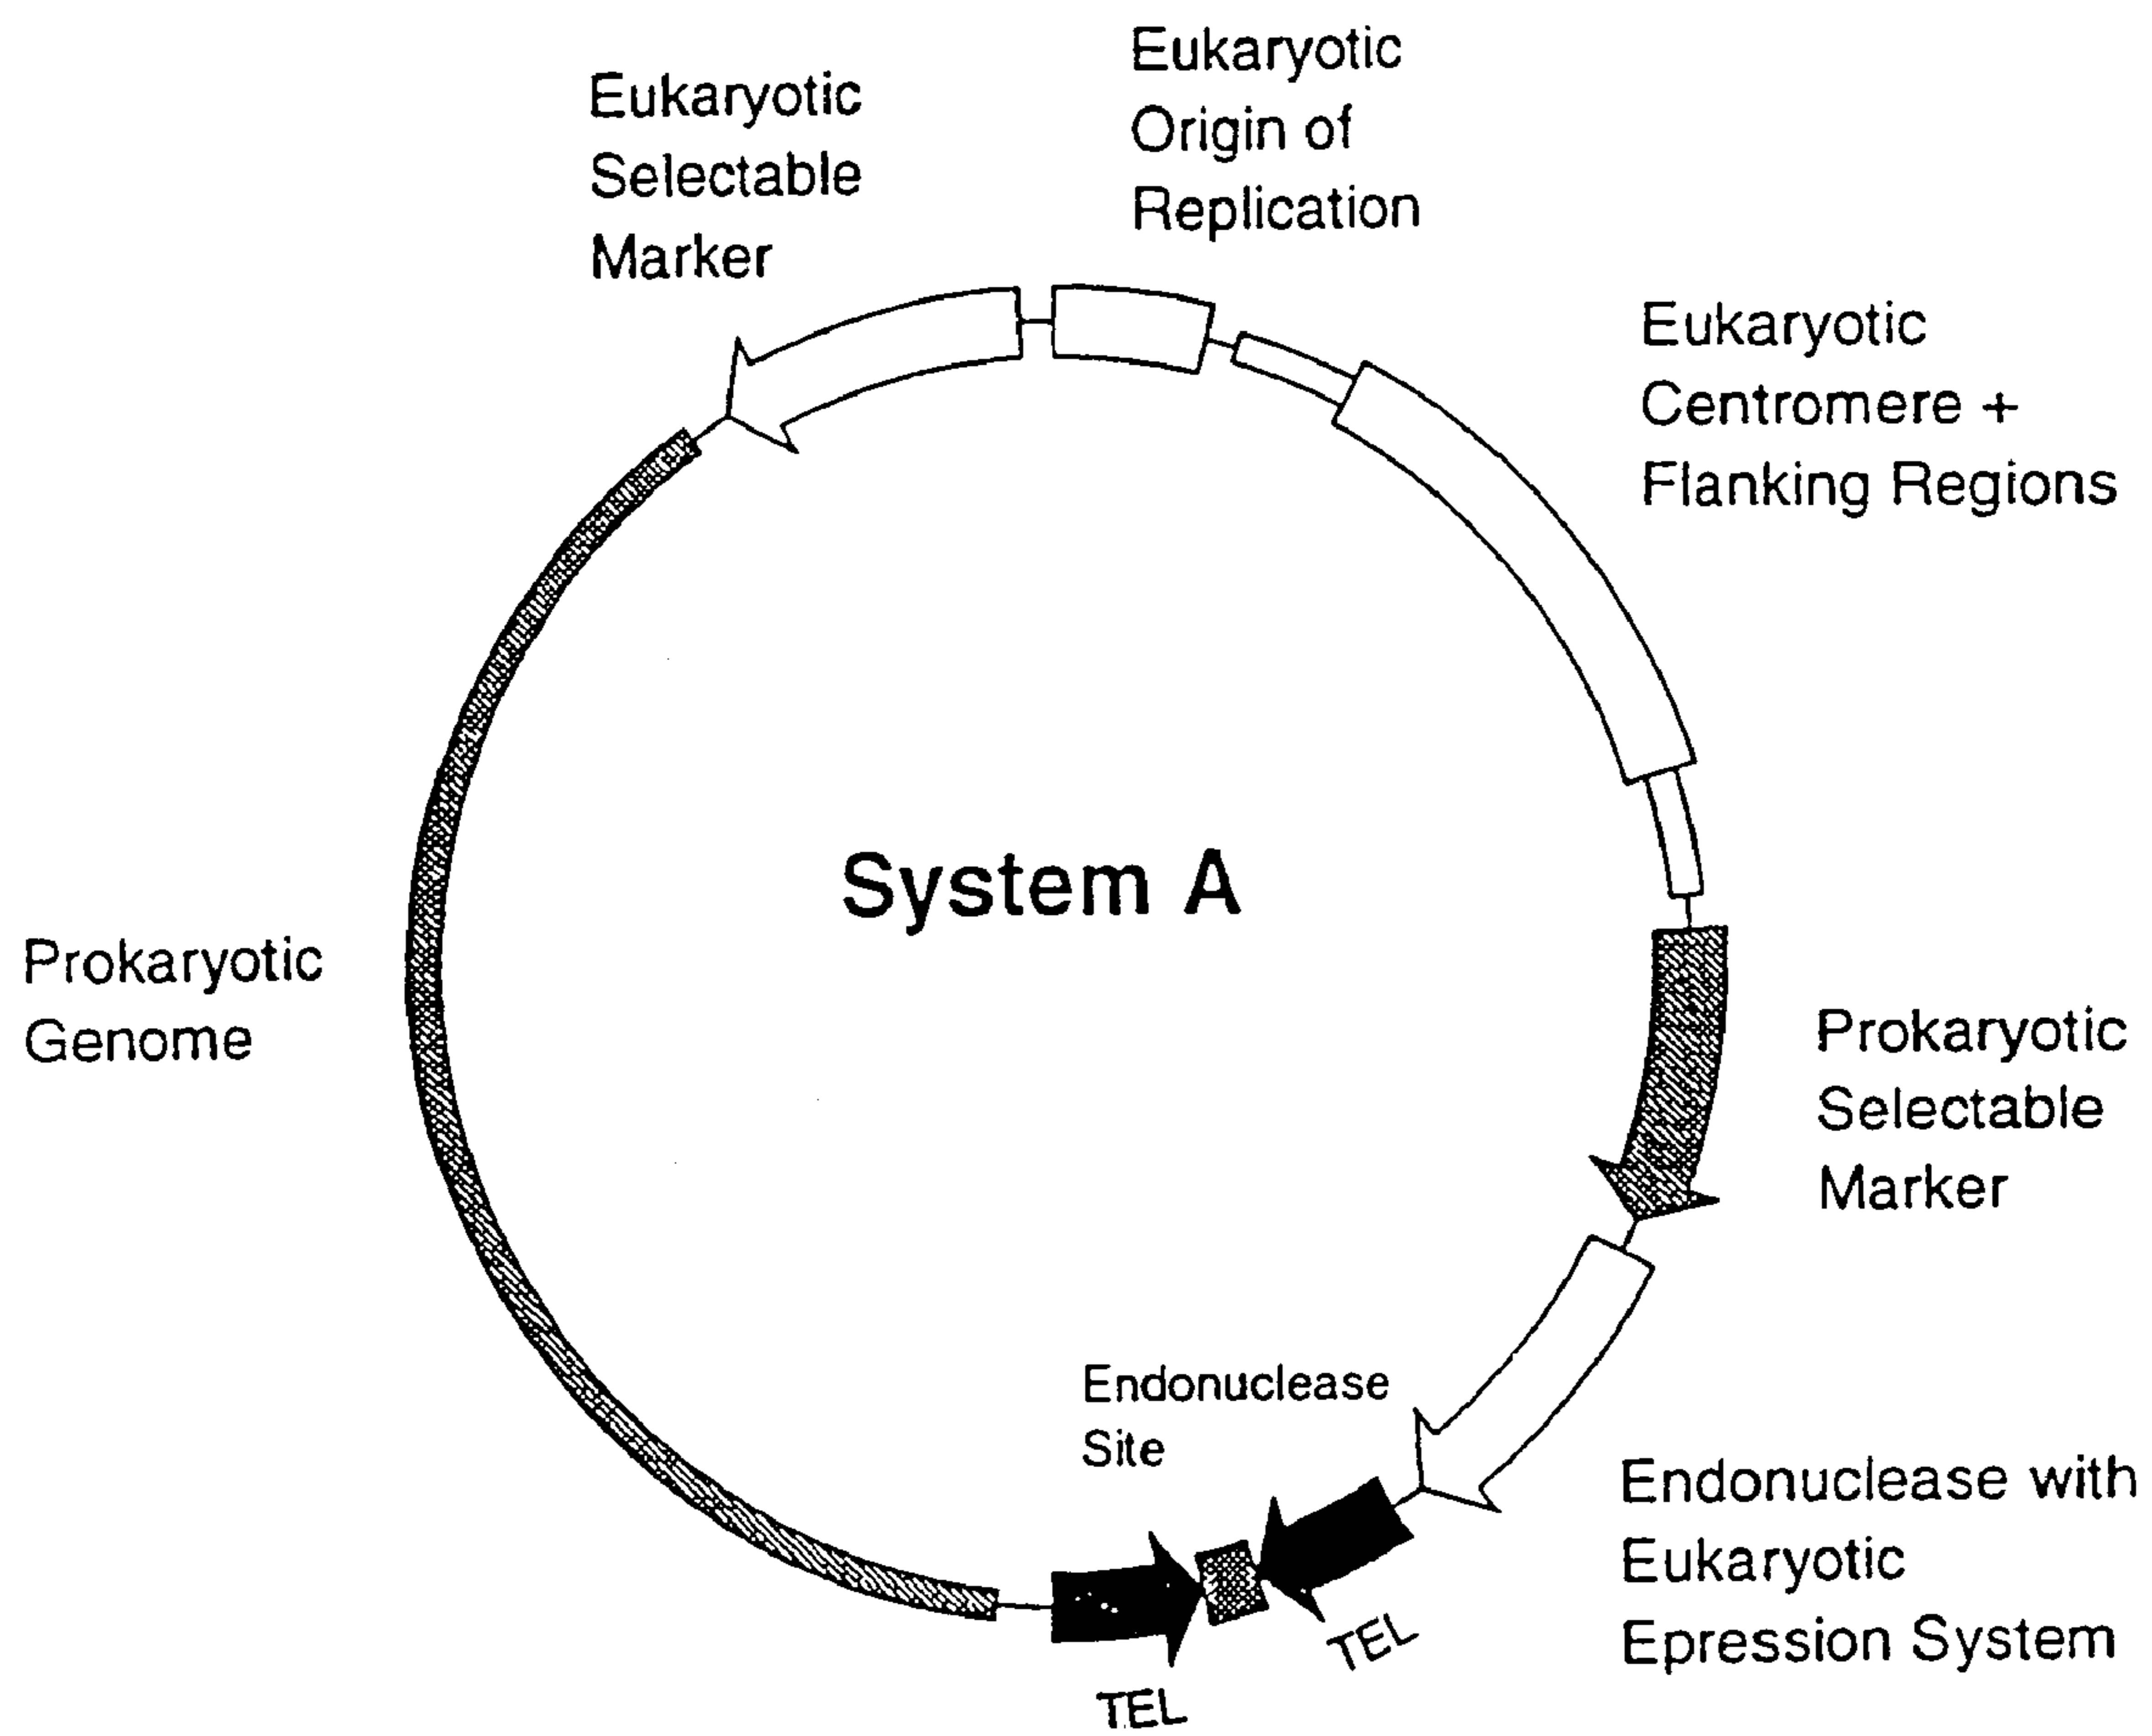 Eukaryotic
Selectable
Marker
Eukaryotic
Origin of
Replication
Eukaryotic
Centromere +
Flanking Regions
System A
Prokaryotic
Genome
Prokaryotic
Selectable
Marker
Endonuclease
Site
Endonuclease with
Eukaryotic
Epression System
TEL
TEL